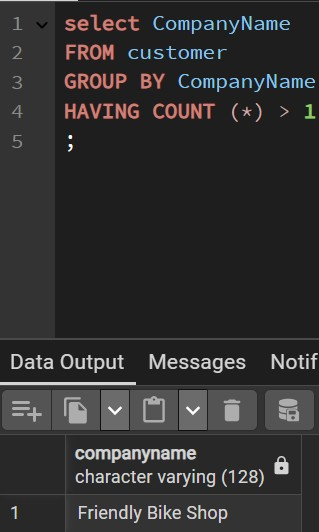 1 select CompanyName
2 FROM customer
3 GROUP BY CompanyName
4 HAVING COUNT (*) > 1
5 ;
Data Output Messages Notif
companyname
character varying (128)
1 Friendly Bike Shop